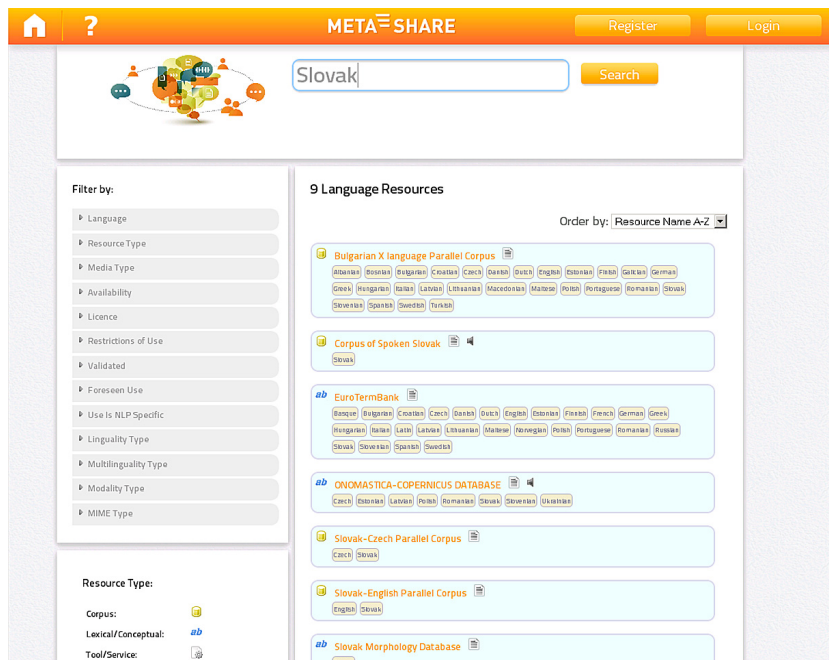 ?
META SHARE
Register
Login
Slovak
Search
Filter by:
Language
Resource Type
Media Type
Availability
Licence
Restrictions of Use
Validated
Foreseen Use
Use Is NLP Specific
Linguality Type
Multilinguality Type
Modality Type
MIME Type
Resource Type:
Corpus:
Lexical/Conceptual: ab
Tool/Service:
9 Language Resources
Order by: Resource Name A-Z
Bulgarian X language Parallel Corpus
Albanian Bosnian Bulgarian Croatian Czech Danish Dutch English Estonian Finish Galician German
Greek Hungarian Italian Latvian Lithuanian Macedonian Maltese Polish Portuguese Romanian Slovak
Slovenian Spanish Swedish Turkish
Corpus of Spoken Slovak
Slovak
ab EuroTermBank
Basque Bulgarian Croatian Czech Danish Dutch English Estonian Finnish French German Greek
Hungarian Italian Latin Latvian Lithuanian Maltese Norvegian Polish Portuguese Romanian Russian
Slovak Slovenian Spanish Swedish
ab ONOMASTICA-COPERNICUS DATABASE
Czech Estonian Latvian Polish Romanian Slovak Slovenian Ukrainian
Slovak-Czech Parallel Corpus
Czech Slovak
Slovak-English Parallel Corpus
English Slovak
ab Slovak Morphology Database